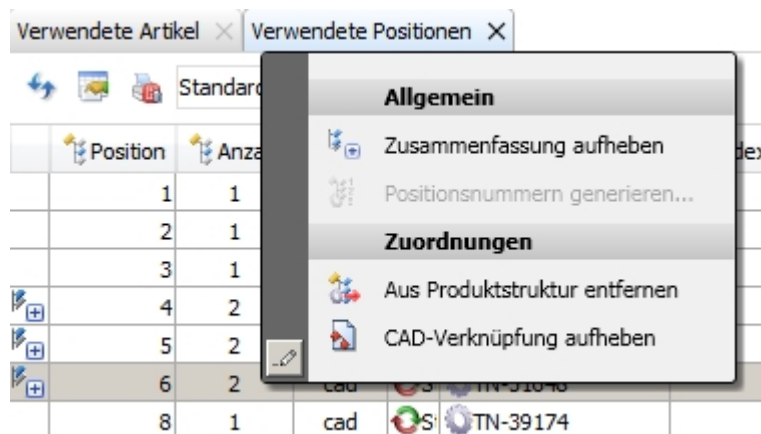 Verwendete Artikel
Verwendete Positionen
Standard
Allgemein
Position Anza
Zusammenfassung aufheben
1 1
Positionsnummern generieren...
2 1
Zuordnungen
3 1
Aus Produktstruktur entfernen
4 2
CAD-Verknüpfung aufheben
5 2
6 2
8 1 cad S TN-39174